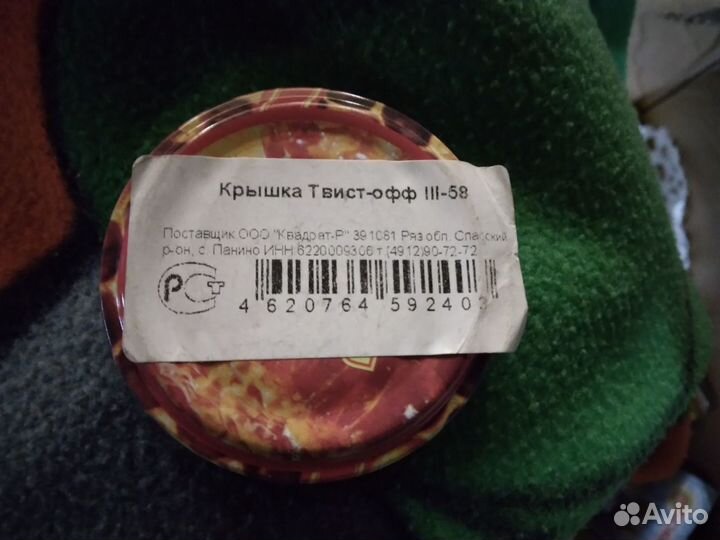 Крышка Твист-офф III-58
Поставщик ООО "Квадрат-Р" 391081 Ряз обл. Спасский
р-он, с. Панино ИНН 6220009306 т.(4912)90-72-72
РСТ
4 620764 592403
Avito